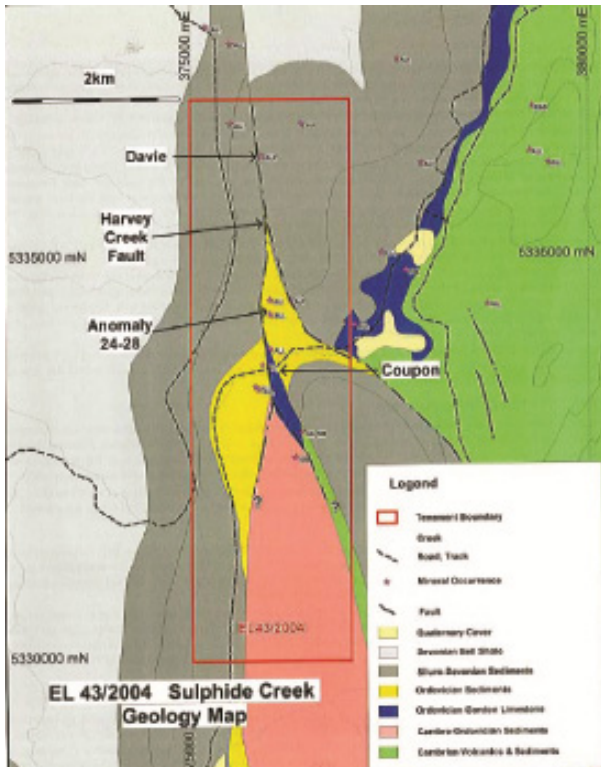 375000 mE
380000 mE
2km
Davie
Harvey
Creek
Fault
5335000 mN
5335000 mN
Anomaly
24-28
Coupon
Legend
Tenement Boundary
Creek
Road, Track
Mineral Occurrence
Fault
Quaternary Cover
Devonian Bell Shale
Siluro-Devonian Sediments
Ordovician Sediments
Ordovician Gordon Limestone
Cambro-Ordovician Sediments
Cambrian Volcanics & Sediments
?
?
EL43/2004
5330000 mN
EL 43/2004 Sulphide Creek
Geology Map
375000